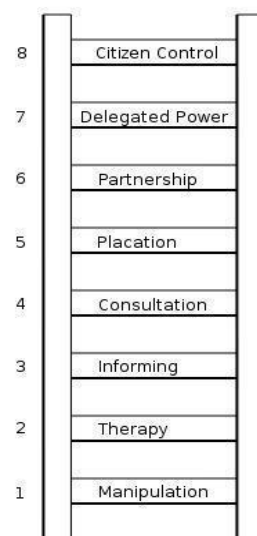 8 Citizen Control
7 Delegated Power
6 Partnership
5 Placation
4 Consultation
3 Informing
2 Therapy
1 Manipulation